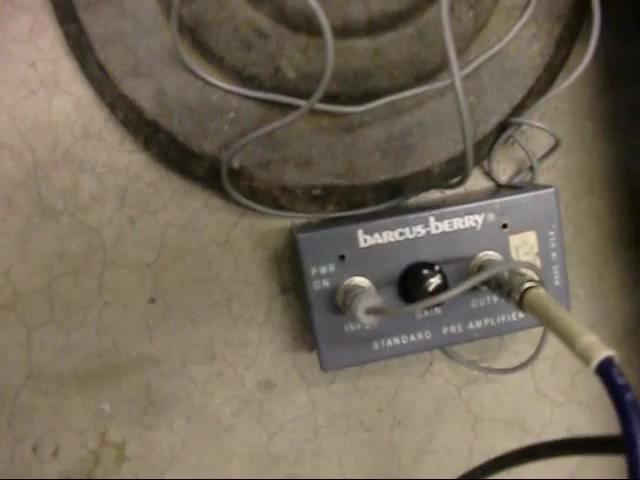 barcus-berry®
PWR
ON
INPUT
GAIN
OUTPUT
STANDARD PRE-AMPLIFIER
MADE IN U.S.A.